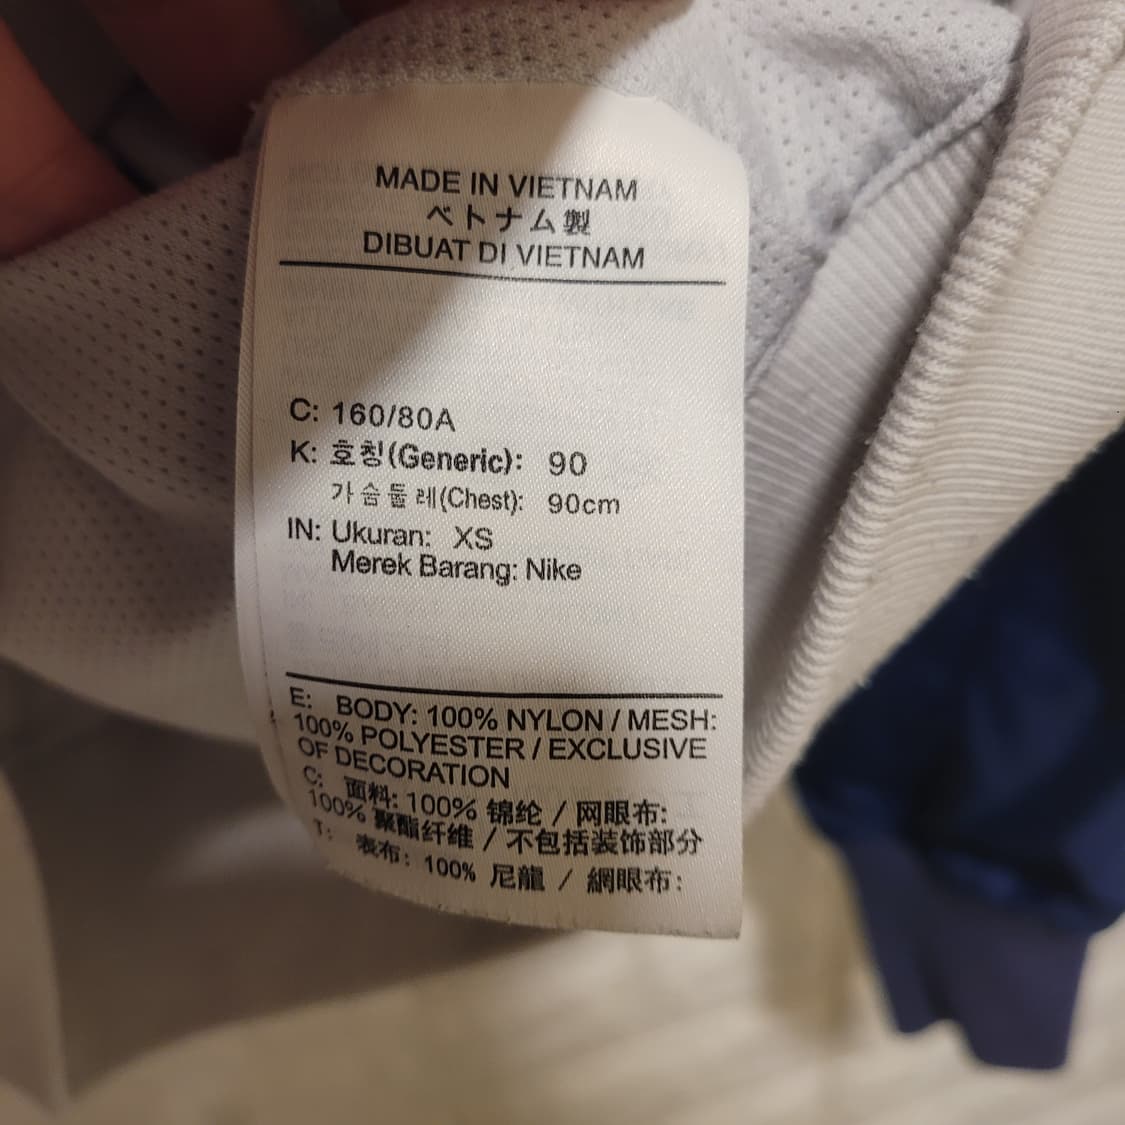 MADE IN VIETNAM
ベトナム製
DIBUAT DI VIETNAM
C: 160/80A
K: 호칭(Generic): 90
가슴둘레(Chest): 90cm
IN: Ukuran: XS
Merek Barang: Nike
E: BODY: 100% NYLON / MESH:
100% POLYESTER / EXCLUSIVE
OF DECORATION
C: 面料: 100% 锦纶 / 网眼布:
100% 聚酯纤维 / 不包括装饰部分
T: 表布: 100% 尼龍 / 網眼布: